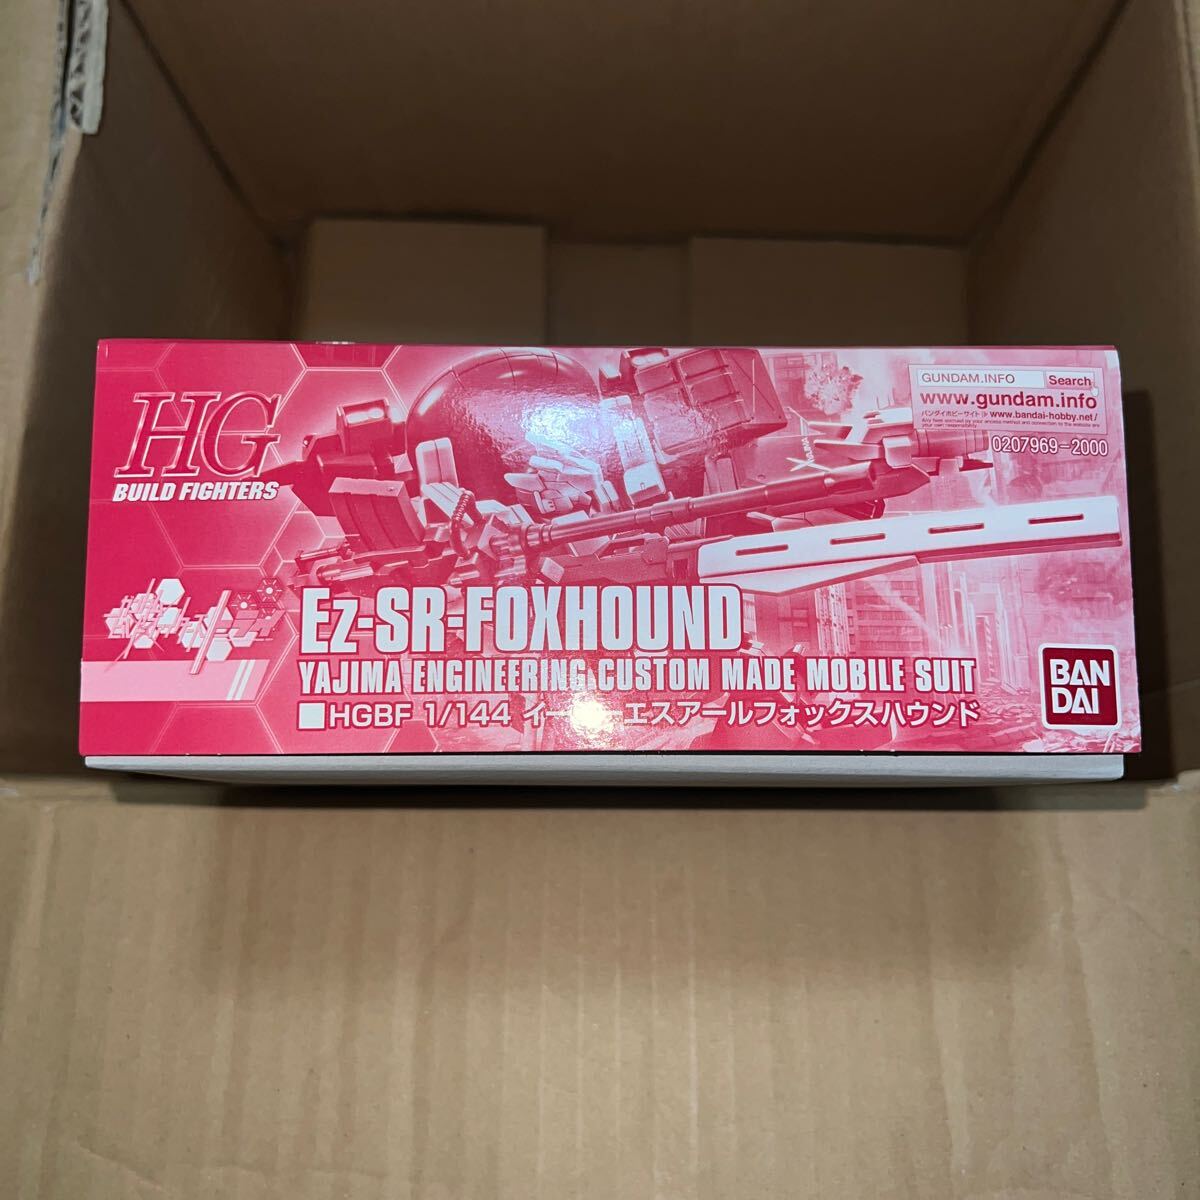 HG
BUILD FIGHTERS
GUNDAM.INFO Search
www.gundam.info
バンダイホビーサイト www.bandai-hobby.net/
0207969-2000
Ez-SR-FOXHOUND
YAJIMA ENGINEERING CUSTOM MADE MOBILE SUIT
■HGBF 1/144 イー エスアールフォックスハウンド
BAN
DAI